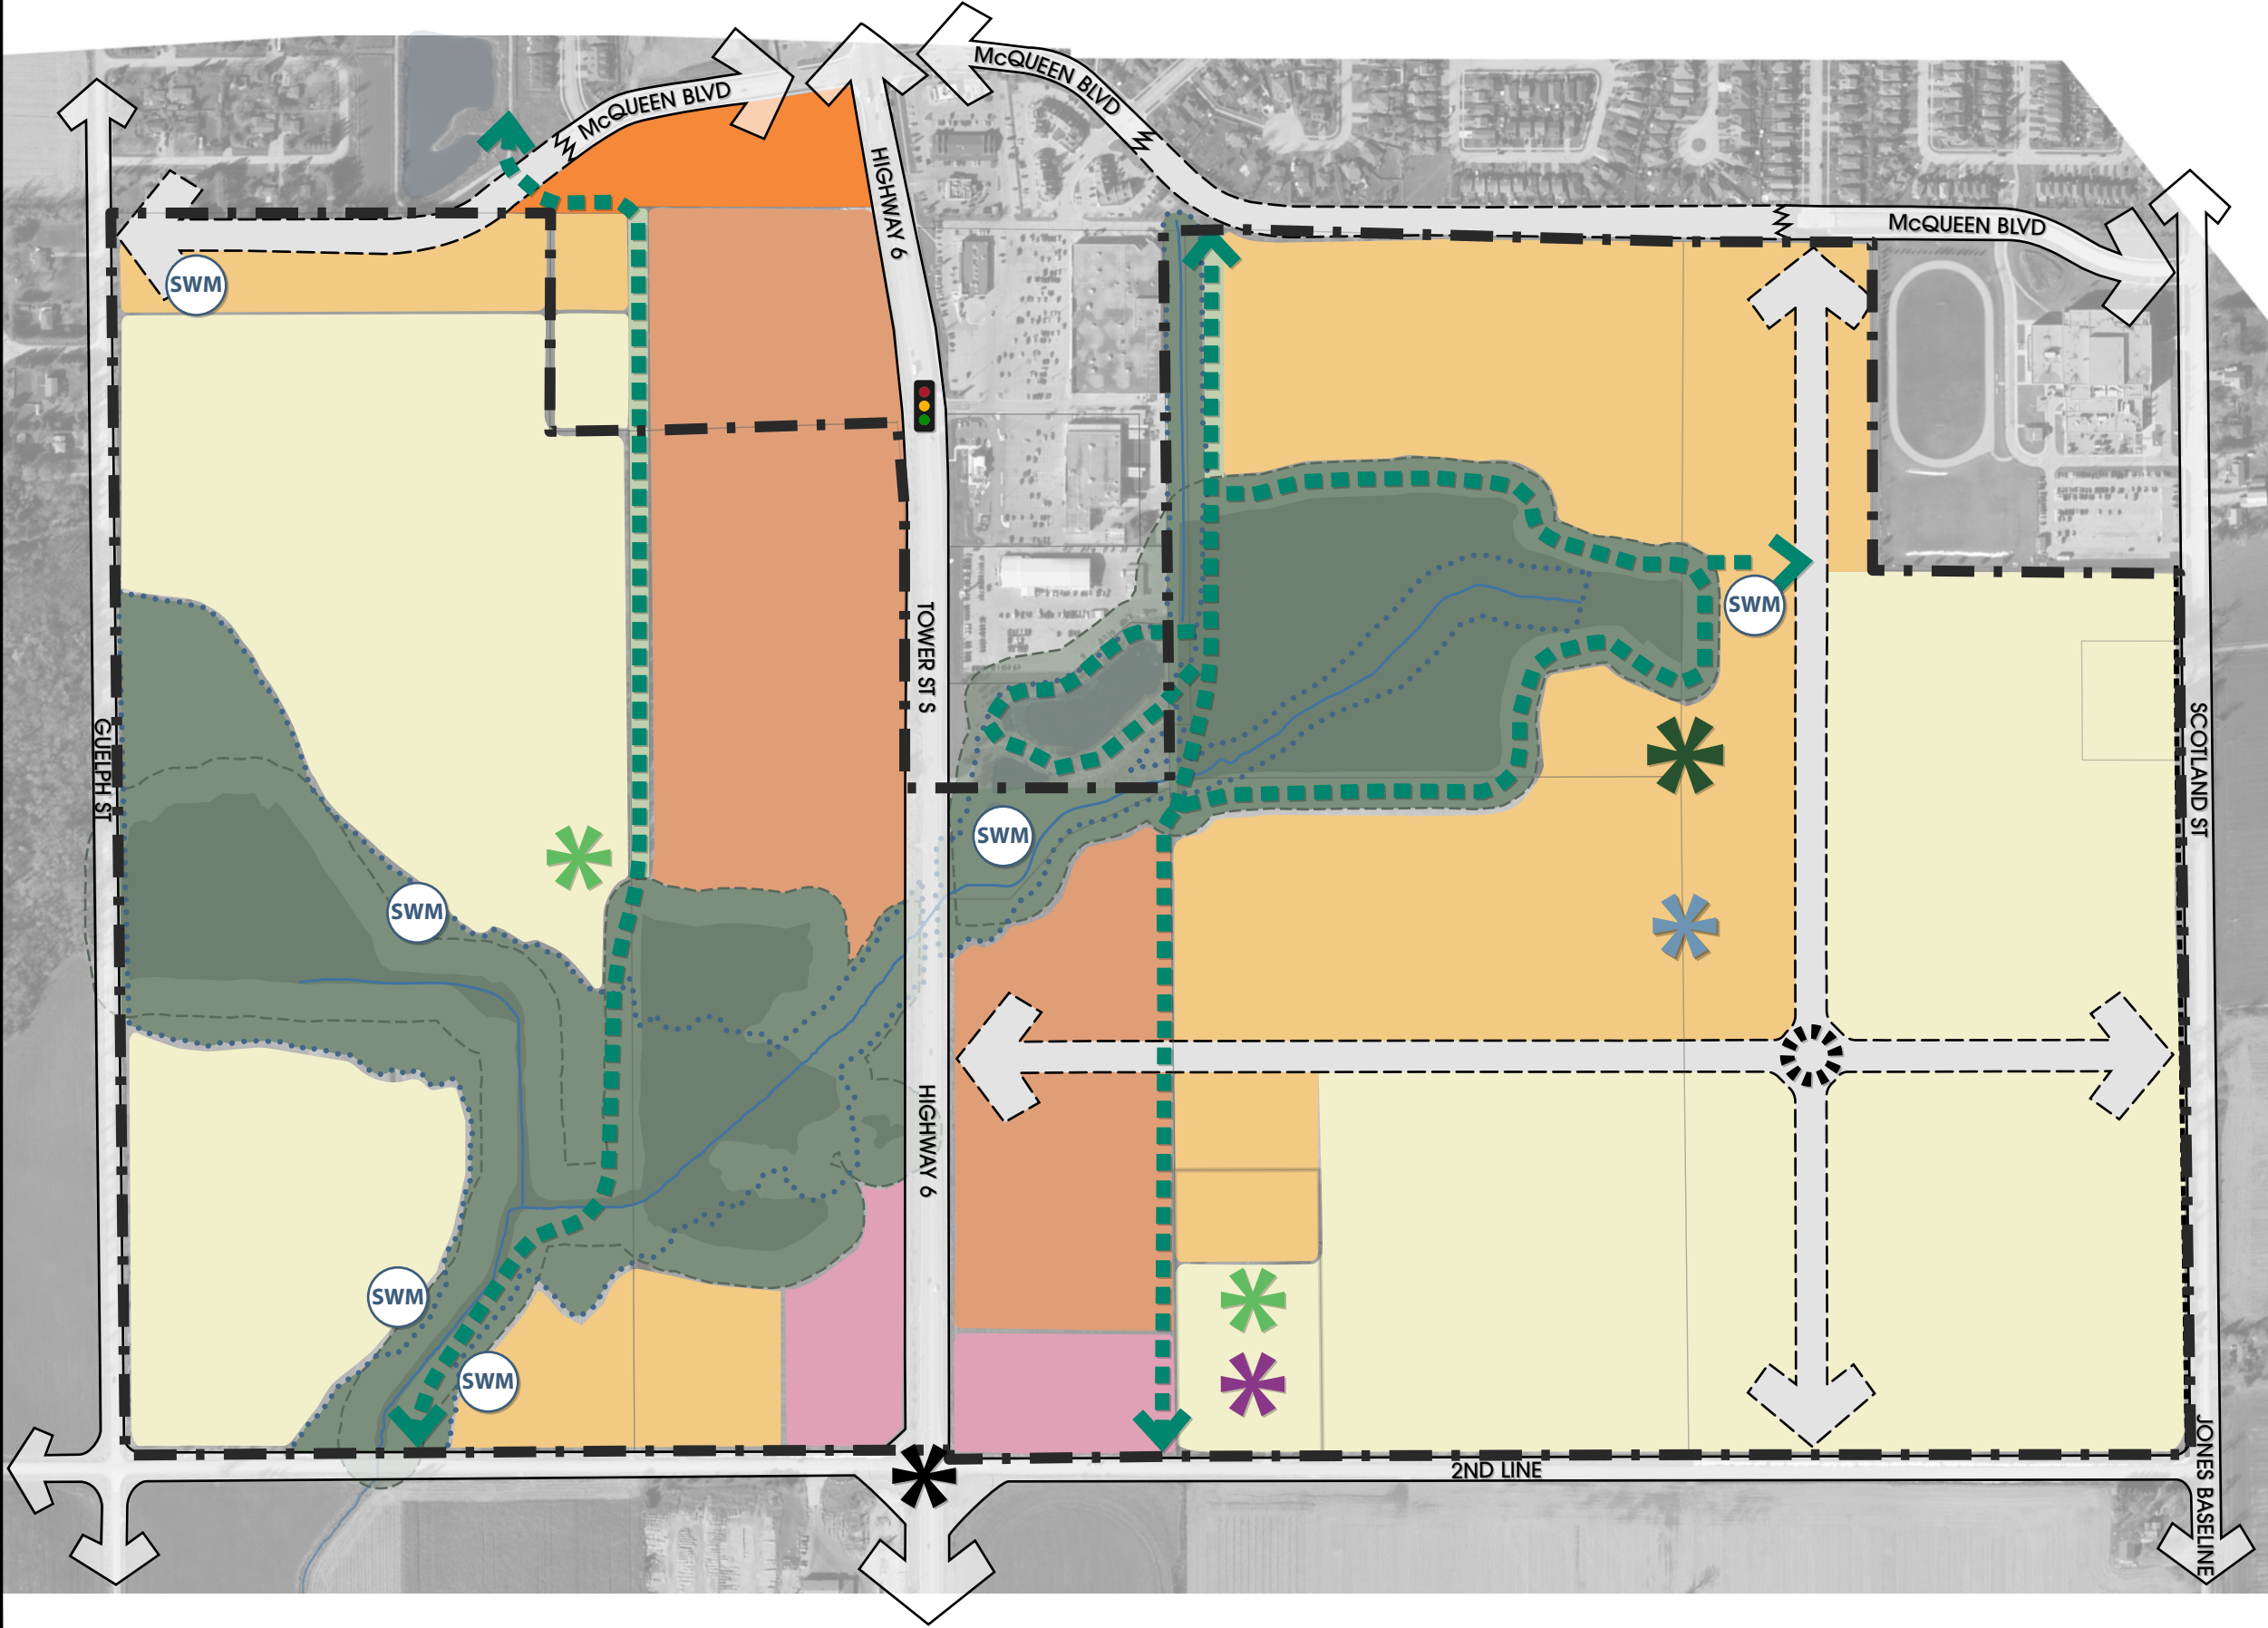 McQUEEN BLVD
McQUEEN BLVD
McQUEEN BLVD
HIGHWAY 6
SWM
SWM
TOWER ST S
GUELPH ST
SCOTLAND ST
SWM
SWM
HIGHWAY 6
SWM
SWM
2ND LINE
JONES BASELINE